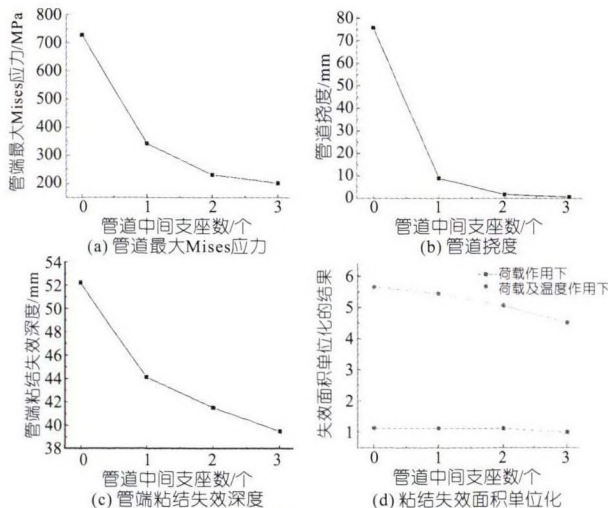 管端最大Mises应力/MPa
800
700
600
500
400
300
200
0 1 2 3
管道中间支座数/个
(a) 管道最大Mises应力
管道挠度/mm
80
70
60
50
40
30
20
10
0
0 1 2 3
管道中间支座数/个
(b) 管道挠度
管端粘结失效深度/mm
54
52
50
48
46
44
42
40
38
0 1 2 3
管道中间支座数/个
(c) 管端粘结失效深度
失效面积单位化的结果
6
5
4
3
2
1
荷载作用下
荷载及温度作用下
0 1 2 3
管道中间支座数/个
(d) 粘结失效面积单位化